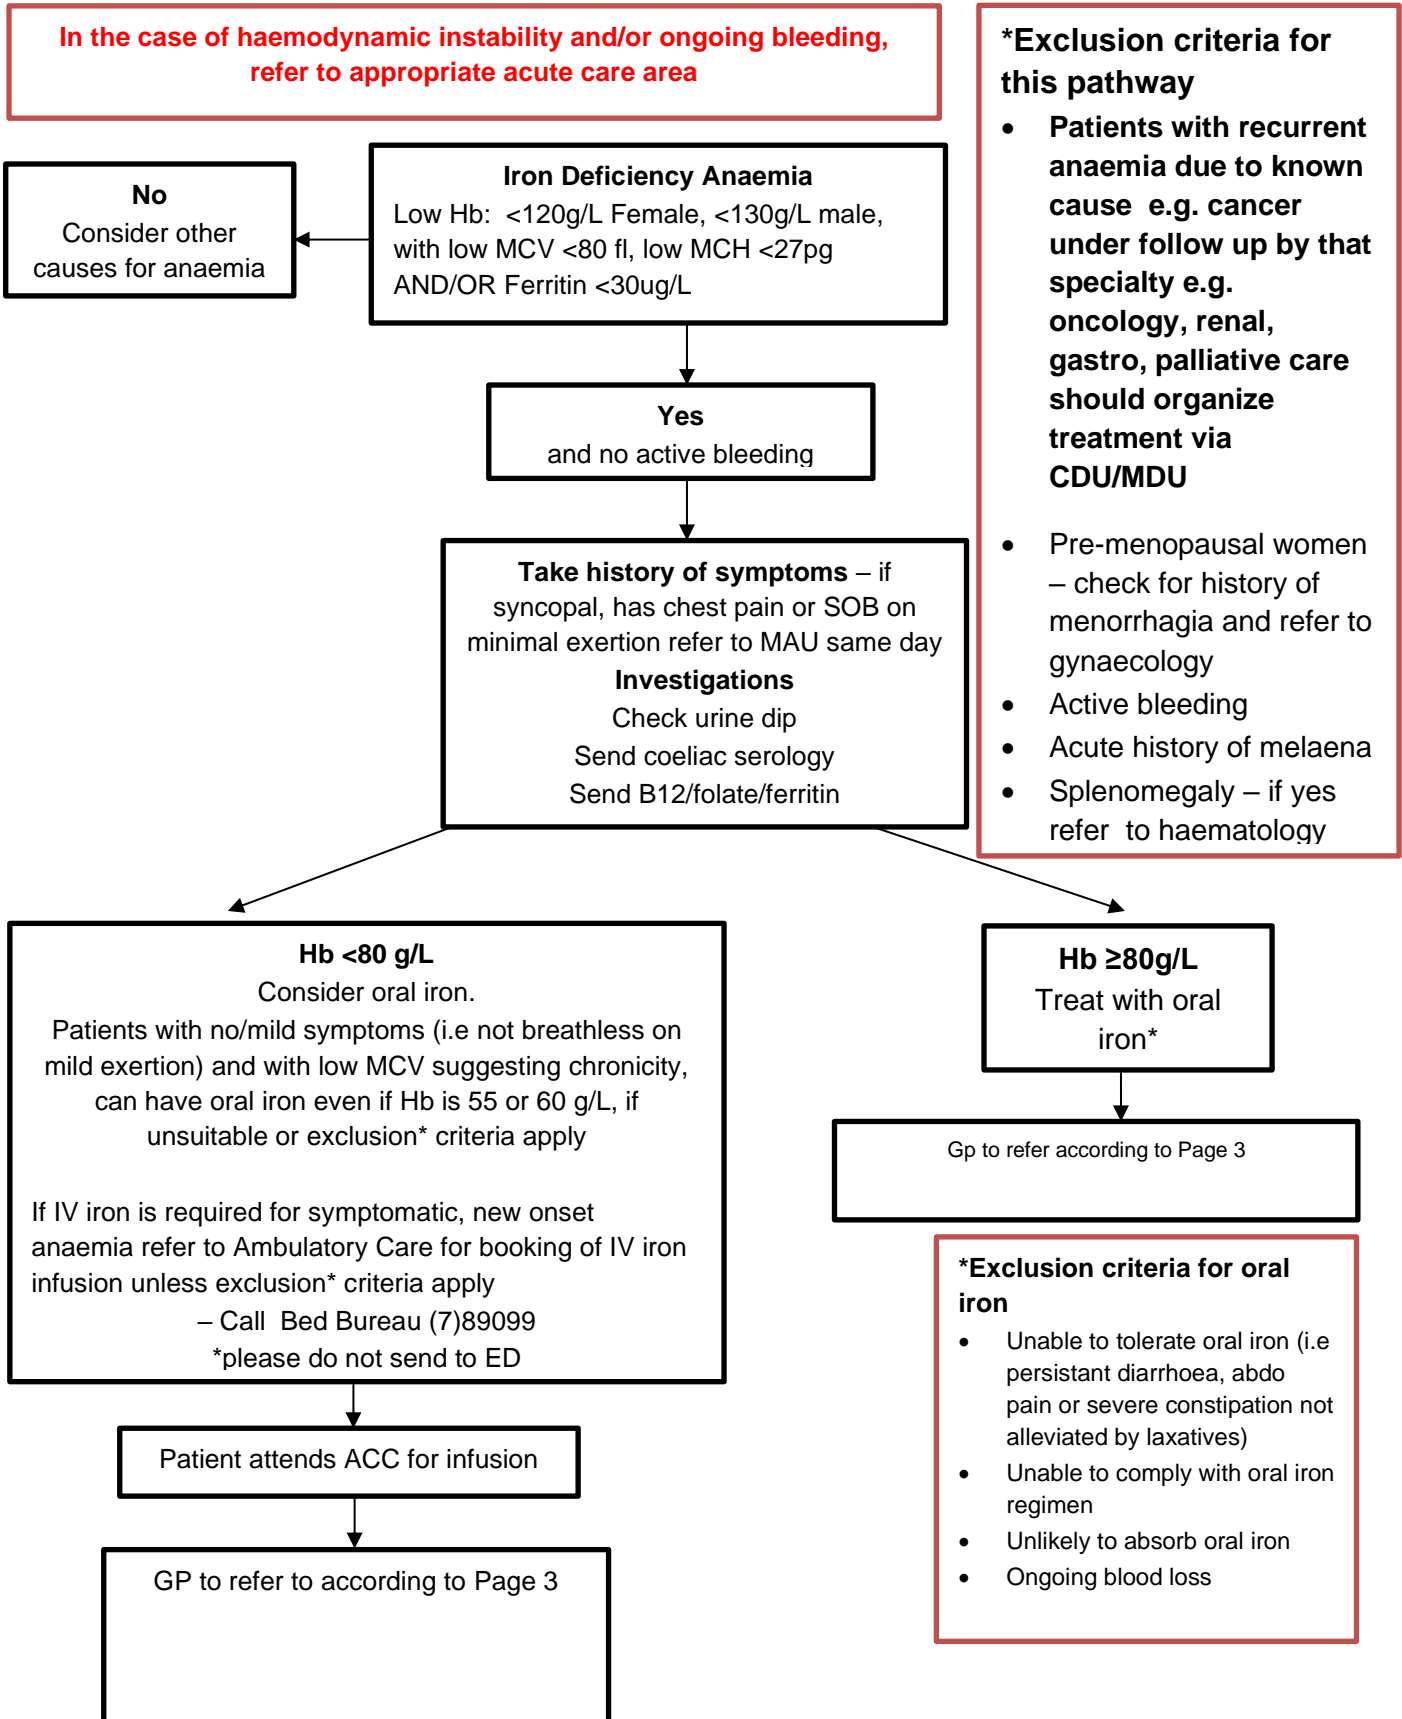 In the case of haemodynamic instability and/or ongoing bleeding,
refer to appropriate acute care area
*Exclusion criteria for
this pathway
• Patients with recurrent
anaemia due to known
cause e.g. cancer
under follow up by that
specialty e.g.
oncology, renal,
gastro, palliative care
should organize
treatment via
CDU/MDU
• Pre-menopausal women
– check for history of
menorrhagia and refer to
gynaecology
• Active bleeding
• Acute history of melaena
• Splenomegaly – if yes
refer to haematology
No
Consider other
causes for anaemia
Iron Deficiency Anaemia
Low Hb: <120g/L Female, <130g/L male,
with low MCV <80 fl, low MCH <27pg
AND/OR Ferritin <30ug/L
Yes
and no active bleeding
Take history of symptoms – if
syncopal, has chest pain or SOB on
minimal exertion refer to MAU same day
Investigations
Check urine dip
Send coeliac serology
Send B12/folate/ferritin
Hb <80 g/L
Consider oral iron.
Patients with no/mild symptoms (i.e not breathless on
mild exertion) and with low MCV suggesting chronicity,
can have oral iron even if Hb is 55 or 60 g/L, if
unsuitable or exclusion* criteria apply
If IV iron is required for symptomatic, new onset
anaemia refer to Ambulatory Care for booking of IV iron
infusion unless exclusion* criteria apply
– Call Bed Bureau (7)89099
*please do not send to ED
Patient attends ACC for infusion
GP to refer to according to Page 3
Hb ≥80g/L
Treat with oral
iron*
Gp to refer according to Page 3
*Exclusion criteria for oral
iron
• Unable to tolerate oral iron (i.e
persistant diarrhoea, abdo
pain or severe constipation not
alleviated by laxatives)
• Unable to comply with oral iron
regimen
• Unlikely to absorb oral iron
• Ongoing blood loss